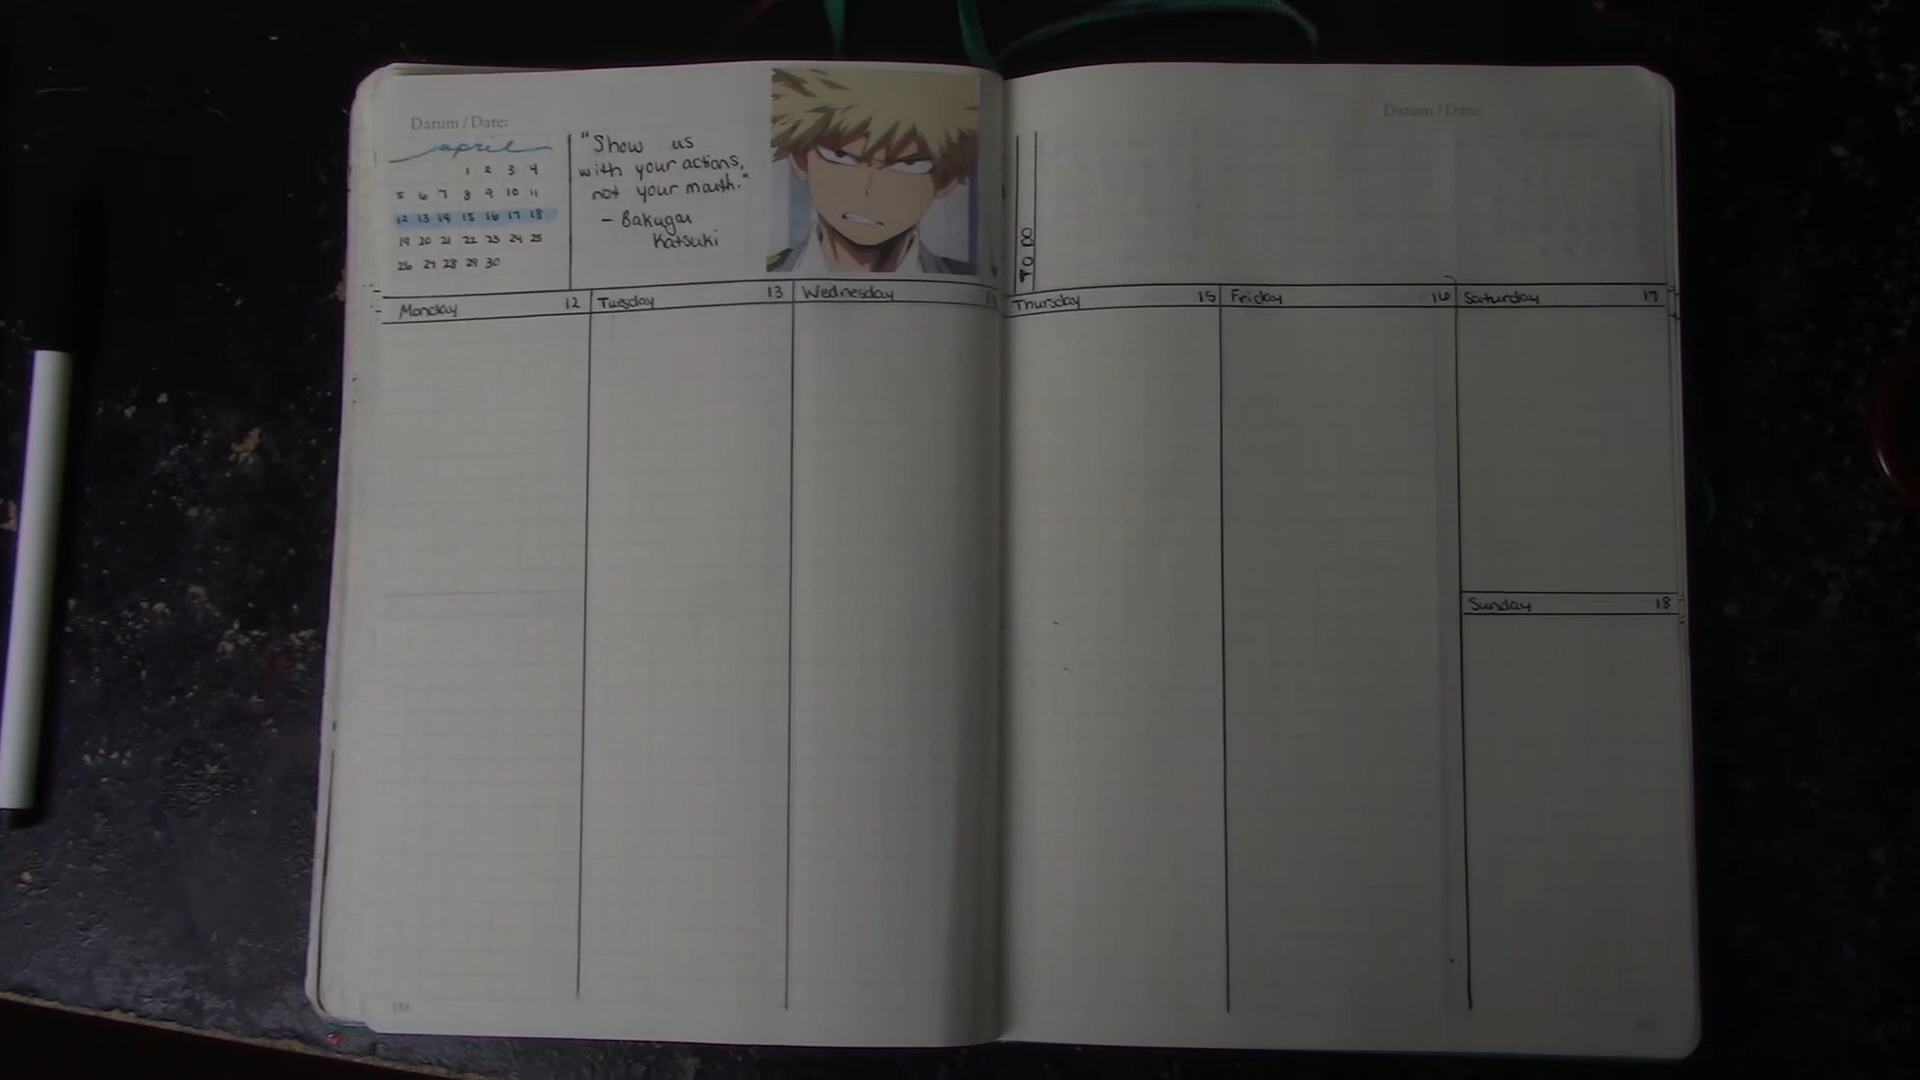 Datum / Date:
april
1 2 3 4
5 6 7 8 9 10 11
12 13 14 15 16 17 18
19 20 21 22 23 24 25
26 27 28 29 30
"Show us
with your actions,
not your mouth."
- Bakugou
Katsuki
Datum / Date:
TO DO
Monday 12
Tuesday 13
Wednesday
Thursday 15
Friday 16
Saturday 17
Sunday 18
186